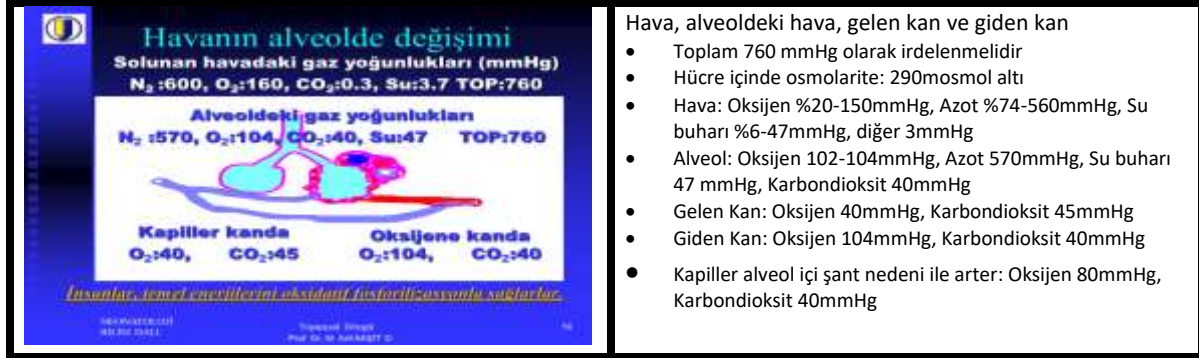 Havanın alveolde değişimi
Solunan havadaki gaz yoğunlukları (mmHg)
N₂ :600, O₂:160, CO₂:0.3, Su:3.7 TOP:760
Alveoldeki gaz yoğunlukları
N₂ :570, O₂:104, CO₂:40, Su:47 TOP:760
Kapiller kanda
O₂:40, CO₂:45
Oksijene kanda
O₂:104, CO₂:40
İnsanlar, temel enerjilerini oksidatif fosforilizasyonla sağlarlar.
NEONATOLOJİ
BİLİM DALI
Prof Dr. M
Hava, alveoldeki hava, gelen kan ve giden kan
• Toplam 760 mmHg olarak irdelenmelidir
• Hücre içinde osmolarite: 290mosmol altı
• Hava: Oksijen %20-150mmHg, Azot %74-560mmHg, Su
buharı %6-47mmHg, diğer 3mmHg
• Alveol: Oksijen 102-104mmHg, Azot 570mmHg, Su buharı
47 mmHg, Karbondioksit 40mmHg
• Gelen Kan: Oksijen 40mmHg, Karbondioksit 45mmHg
• Giden Kan: Oksijen 104mmHg, Karbondioksit 40mmHg
• Kapiller alveol içi şant nedeni ile arter: Oksijen 80mmHg,
Karbondioksit 40mmHg